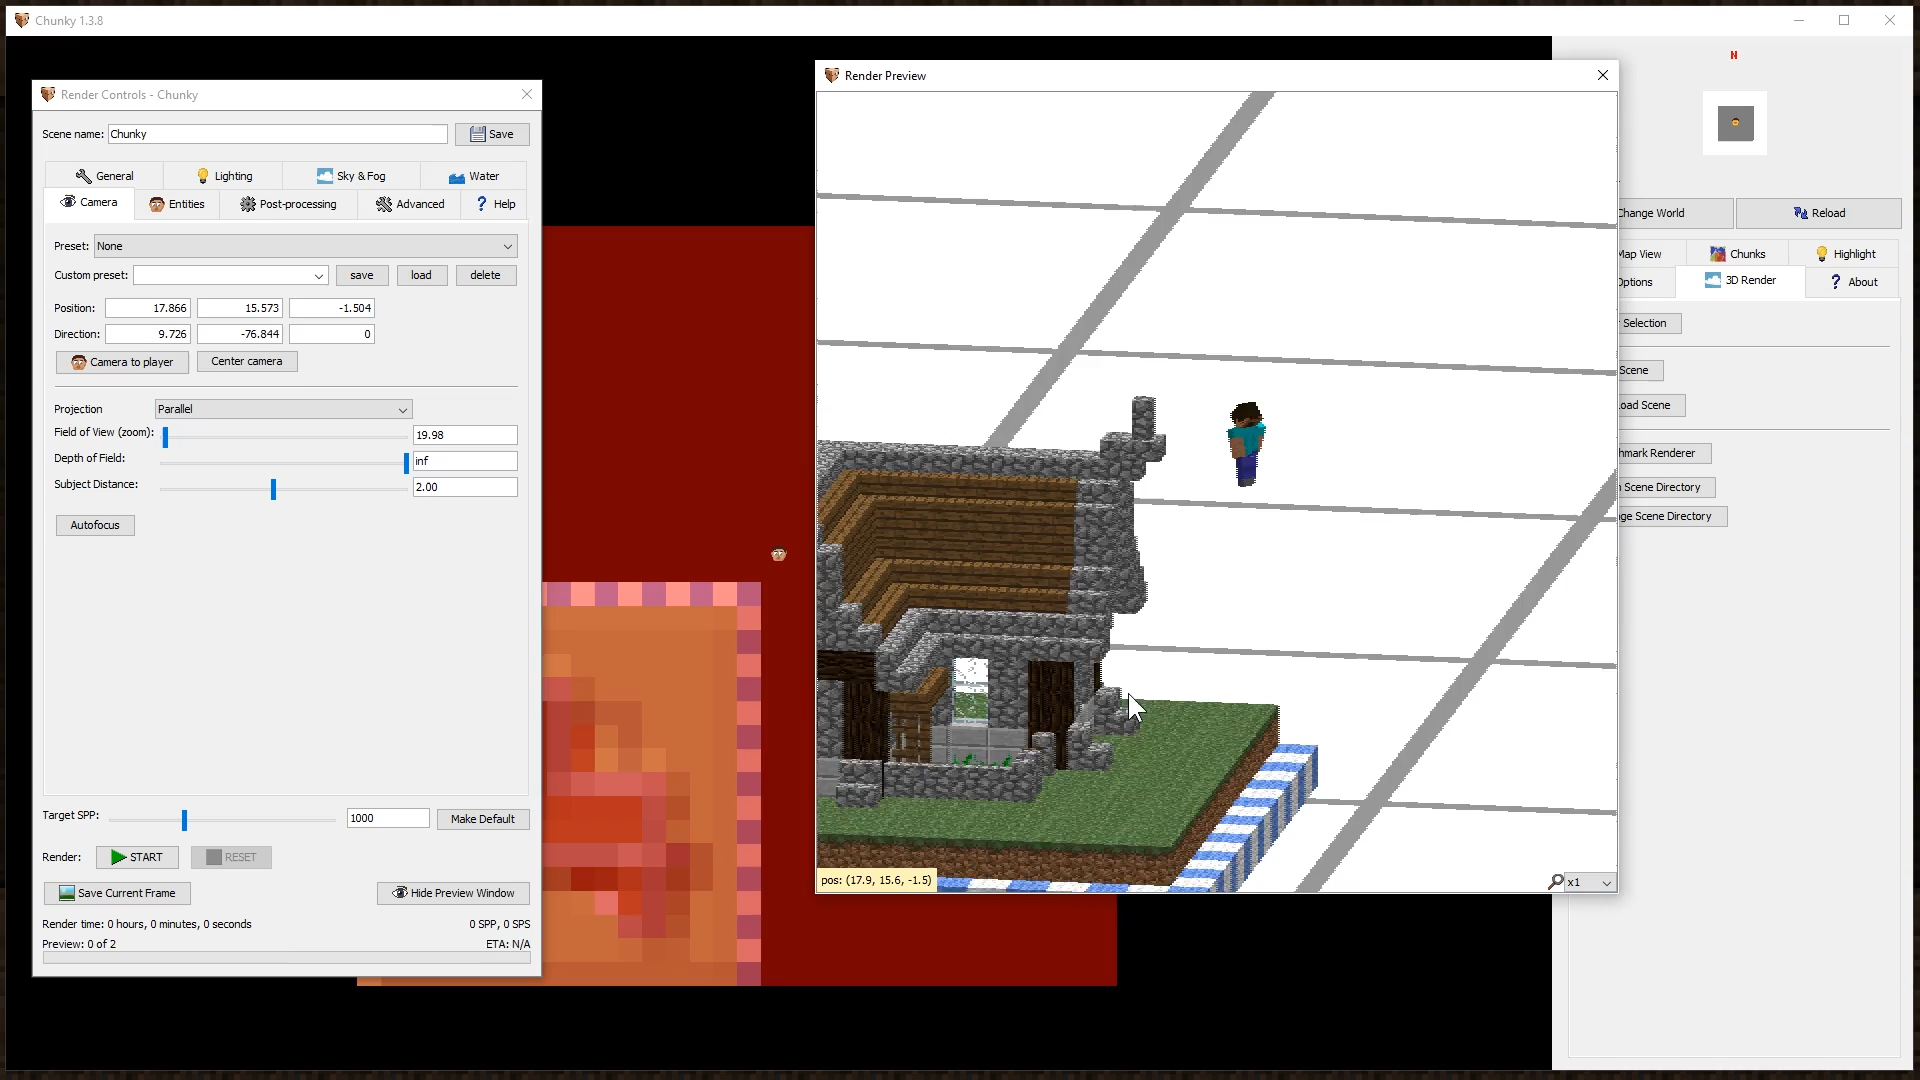 Chunky 1.3.8
Render Controls - Chunky
Scene name: Chunky Save
General Lighting Sky & Fog Water
Camera Entities Post-processing Advanced ? Help
Preset: None
Custom preset: save load delete
Position: 17.866 15.573 -1.504
Direction: 9.726 -76.844 0
Camera to player Center camera
Projection Parallel
Field of View (zoom): 19.98
Depth of Field: inf
Subject Distance: 2.00
Autofocus
Target SPP: 1000 Make Default
Render: START RESET
Save Current Frame Hide Preview Window
Render time: 0 hours, 0 minutes, 0 seconds 0 SPP, 0 SPS
Preview: 0 of 2 ETA: N/A
Render Preview
pos: (17.9, 15.6, -1.5)
x1
N
Change World Reload
Map View Chunks Highlight
Options 3D Render ? About
Selection
Scene
oad Scene
hmark Renderer
Scene Directory
ge Scene Directory